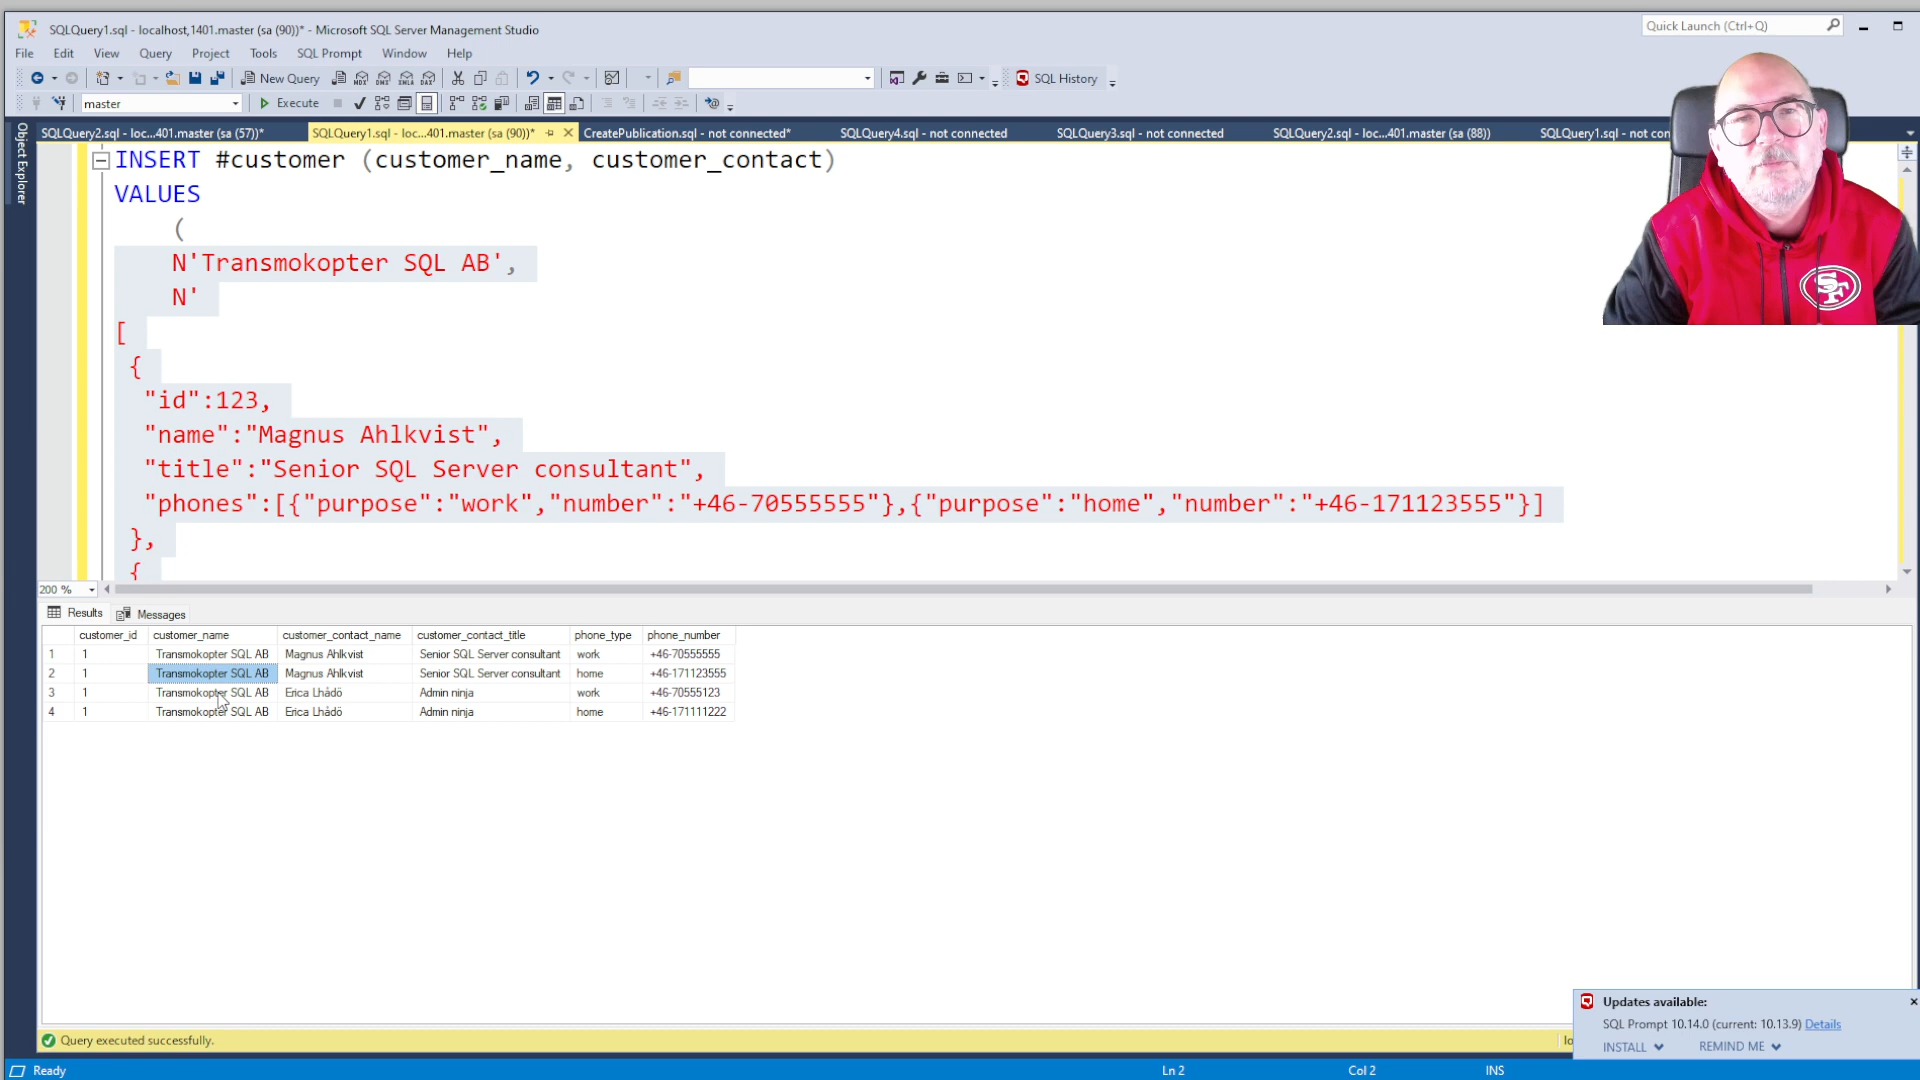 SQLQuery1.sql - localhost,1401.master (sa (90))* - Microsoft SQL Server Management Studio
Quick Launch (Ctrl+Q)
File Edit View Query Project Tools SQL Prompt Window Help
New Query MDX DMX XMLA DAX SQL History
master Execute
Object Explorer
SQLQuery2.sql - loc...401.master (sa (57))* SQLQuery1.sql - loc...401.master (sa (90))* CreatePublication.sql - not connected* SQLQuery4.sql - not connected SQLQuery3.sql - not connected SQLQuery2.sql - loc...401.master (sa (88)) SQLQuery1.sql - not con
INSERT #customer (customer_name, customer_contact)
VALUES
(
N'Transmokopter SQL AB',
N'
[
{
"id":123,
"name":"Magnus Ahlkvist",
"title":"Senior SQL Server consultant",
"phones":[{"purpose":"work","number":"+46-70555555"},{"purpose":"home","number":"+46-171123555"}]
},
{
SF
200 %
Results Messages
customer_id customer_name customer_contact_name customer_contact_title phone_type phone_number
1 1 Transmokopter SQL AB Magnus Ahlkvist Senior SQL Server consultant work +46-70555555
2 1 Transmokopter SQL AB Magnus Ahlkvist Senior SQL Server consultant home +46-171123555
3 1 Transmokopter SQL AB Erica Lhådö Admin ninja work +46-70555123
4 1 Transmokopter SQL AB Erica Lhådö Admin ninja home +46-171111222
Updates available:
SQL Prompt 10.14.0 (current: 10.13.9) Details
INSTALL REMIND ME
Query executed successfully. lo
Ready Ln 2 Col 2 INS